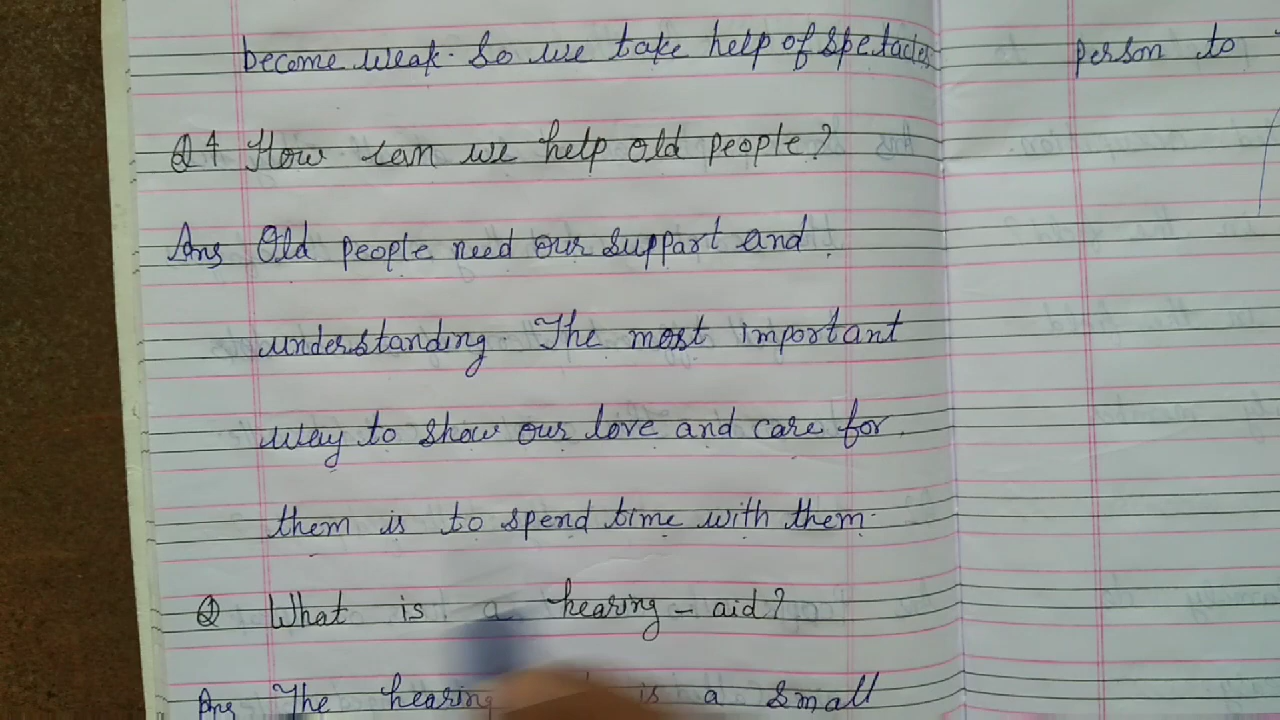 become weak. So we take help of spetacles
Q4 How can we help old people?
Ans Old people need our support and
understanding. The most important
way to show our love and care for
them is to spend time with them.
Q What is a hearing-aid?
Ans The hearing is a small
person to